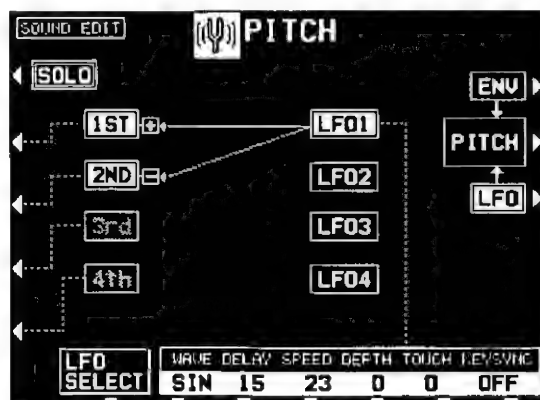 SOUND EDIT
PITCH
SOLO
ENV
1ST + LFO1
PITCH
2ND - LFO2
LFO
3rd LFO3
4th LFO4
LFO SELECT
WAVE DELAY SPEED DEPTH TOUCH KEYSYNC
SIN 15 23 0 0 OFF